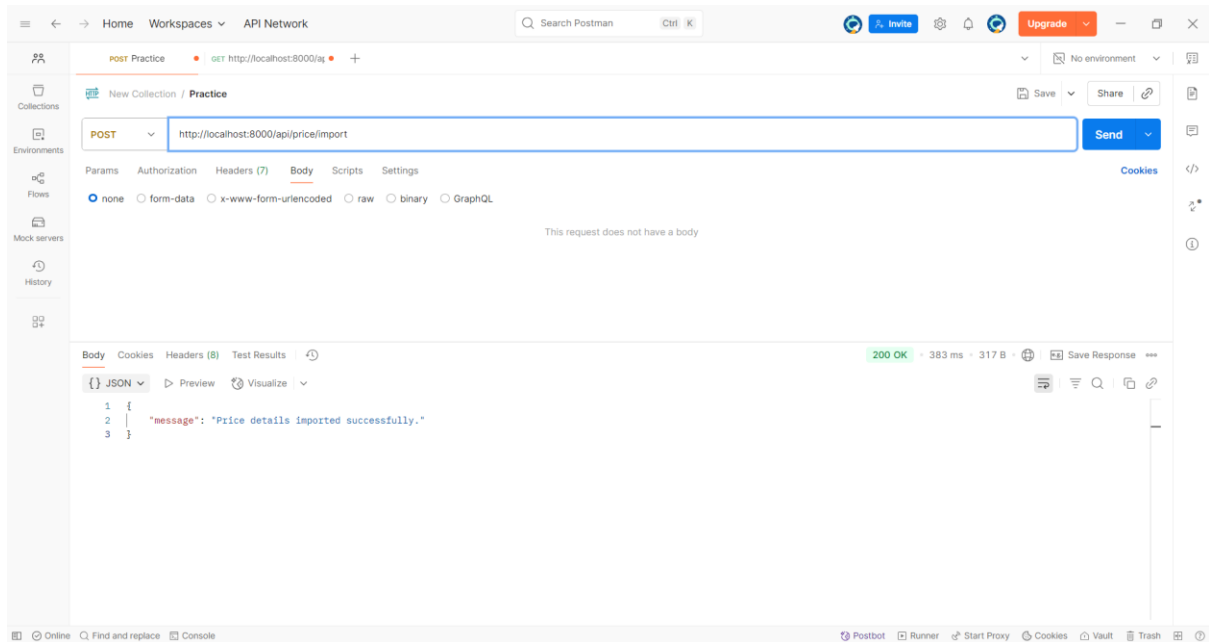 Home Workspaces API Network Search Postman Ctrl K Invite Upgrade
POST Practice GET http://localhost:8000/ap No environment
HTTP New Collection / Practice Save Share
POST http://localhost:8000/api/price/import Send
Params Authorization Headers (7) Body Scripts Settings Cookies
none form-data x-www-form-urlencoded raw binary GraphQL
This request does not have a body
Collections
Environments
Flows
Mock servers
History
Body Cookies Headers (8) Test Results 200 OK • 383 ms • 317 B • Save Response
{} JSON Preview Visualize
1 {
2 "message": "Price details imported successfully."
3 }
Online Find and replace Console Postbot Runner Start Proxy Cookies Vault Trash